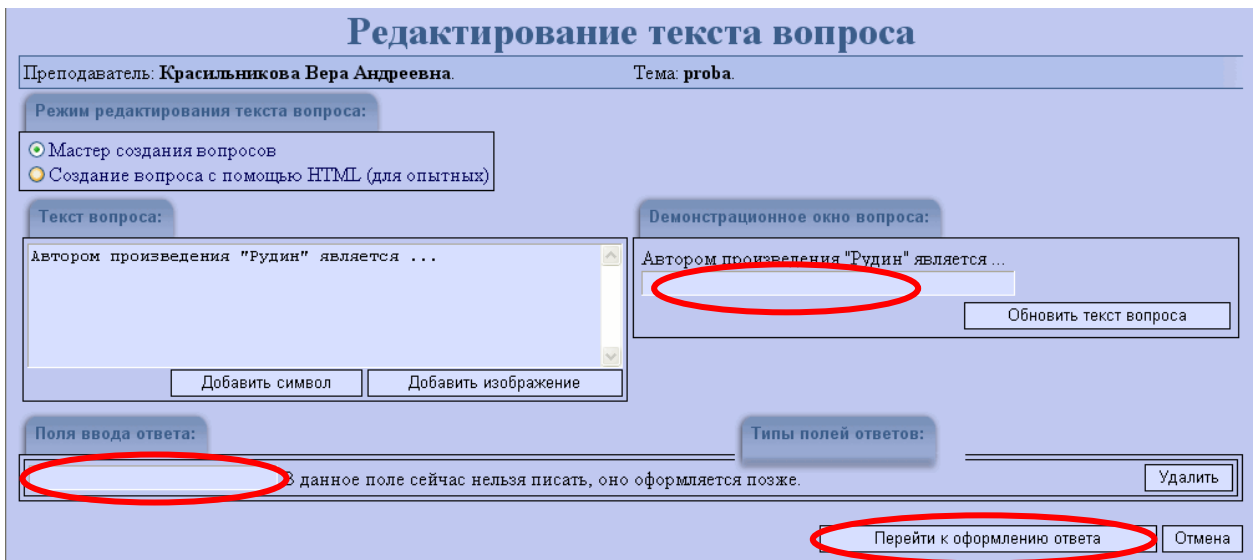 Редактирование текста вопроса
Преподаватель: Красильникова Вера Андреевна. Тема: proba.
Режим редактирования текста вопроса:
Мастер создания вопросов
Создание вопроса с помощью HTML (для опытных)
Текст вопроса:
Автором произведения "Рудин" является ...
Добавить символ Добавить изображение
Демонстрационное окно вопроса:
Автором произведения "Рудин" является ...
Обновить текст вопроса
Поля ввода ответа: Типы полей ответов:
В данное поле сейчас нельзя писать, оно оформляется позже. Удалить
Перейти к оформлению ответа Отмена